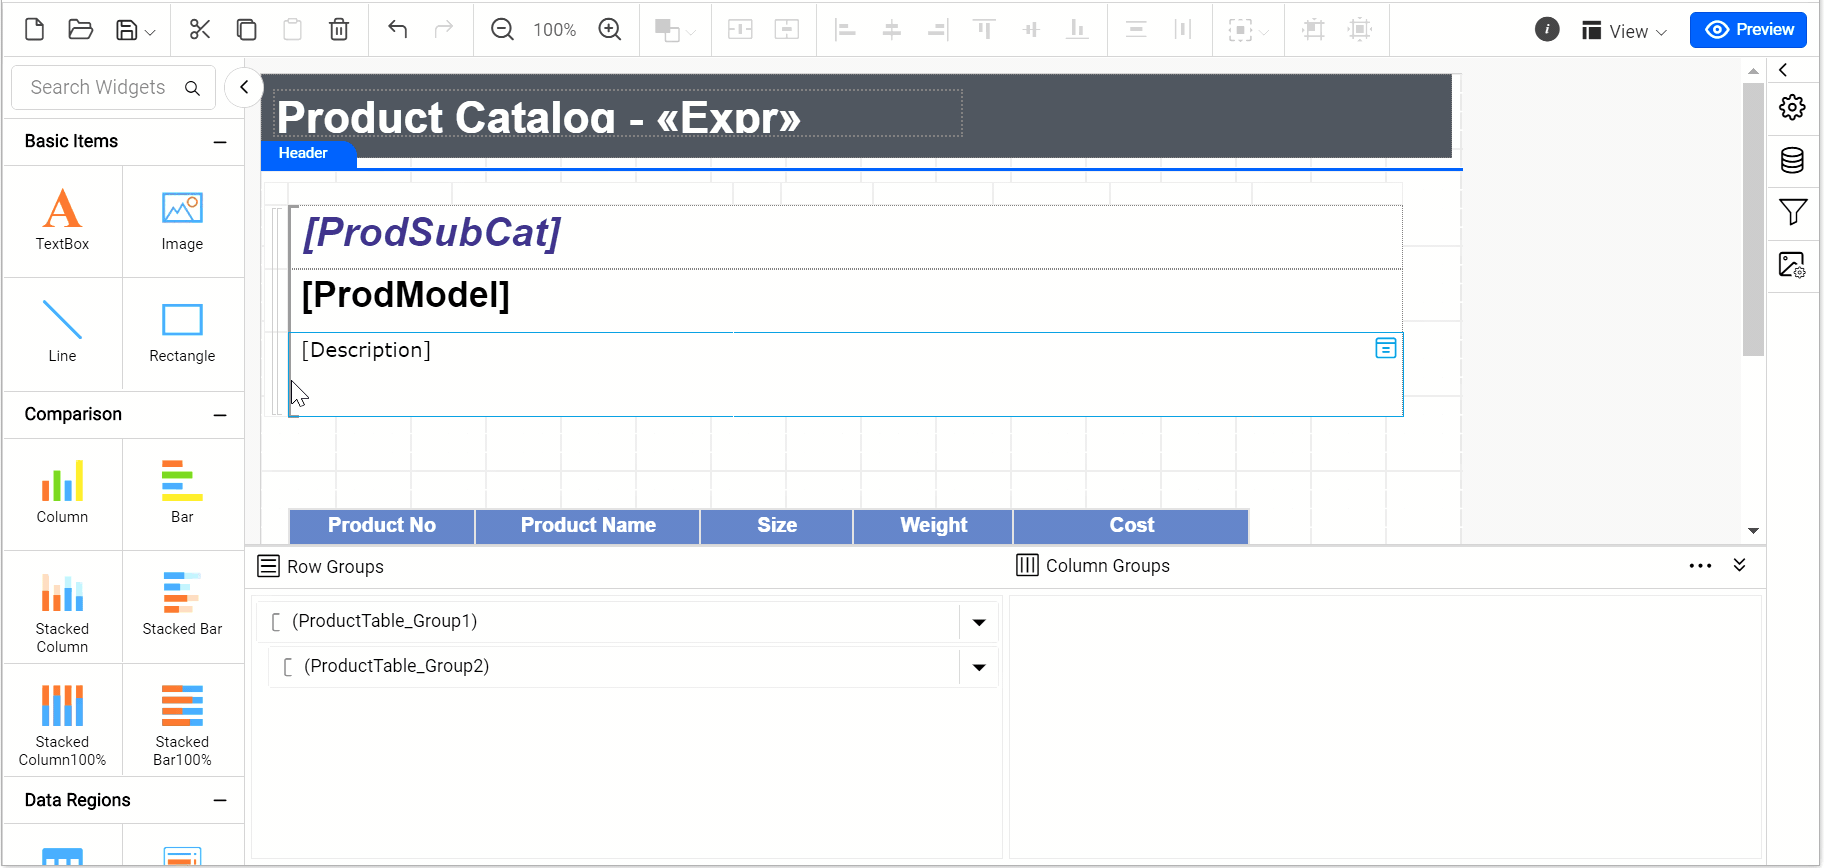 100%
i
View
Preview
Search Widgets
Basic Items
A
TextBox
Image
Line
Rectangle
Comparison
Column
Bar
Stacked
Column
Stacked Bar
Stacked
Column100%
Stacked
Bar100%
Data Regions
Product Catalog - «Expr»
Header
[ProdSubCat]
[ProdModel]
[Description]
Product No
Product Name
Size
Weight
Cost
Row Groups
(ProductTable_Group1)
(ProductTable_Group2)
Column Groups